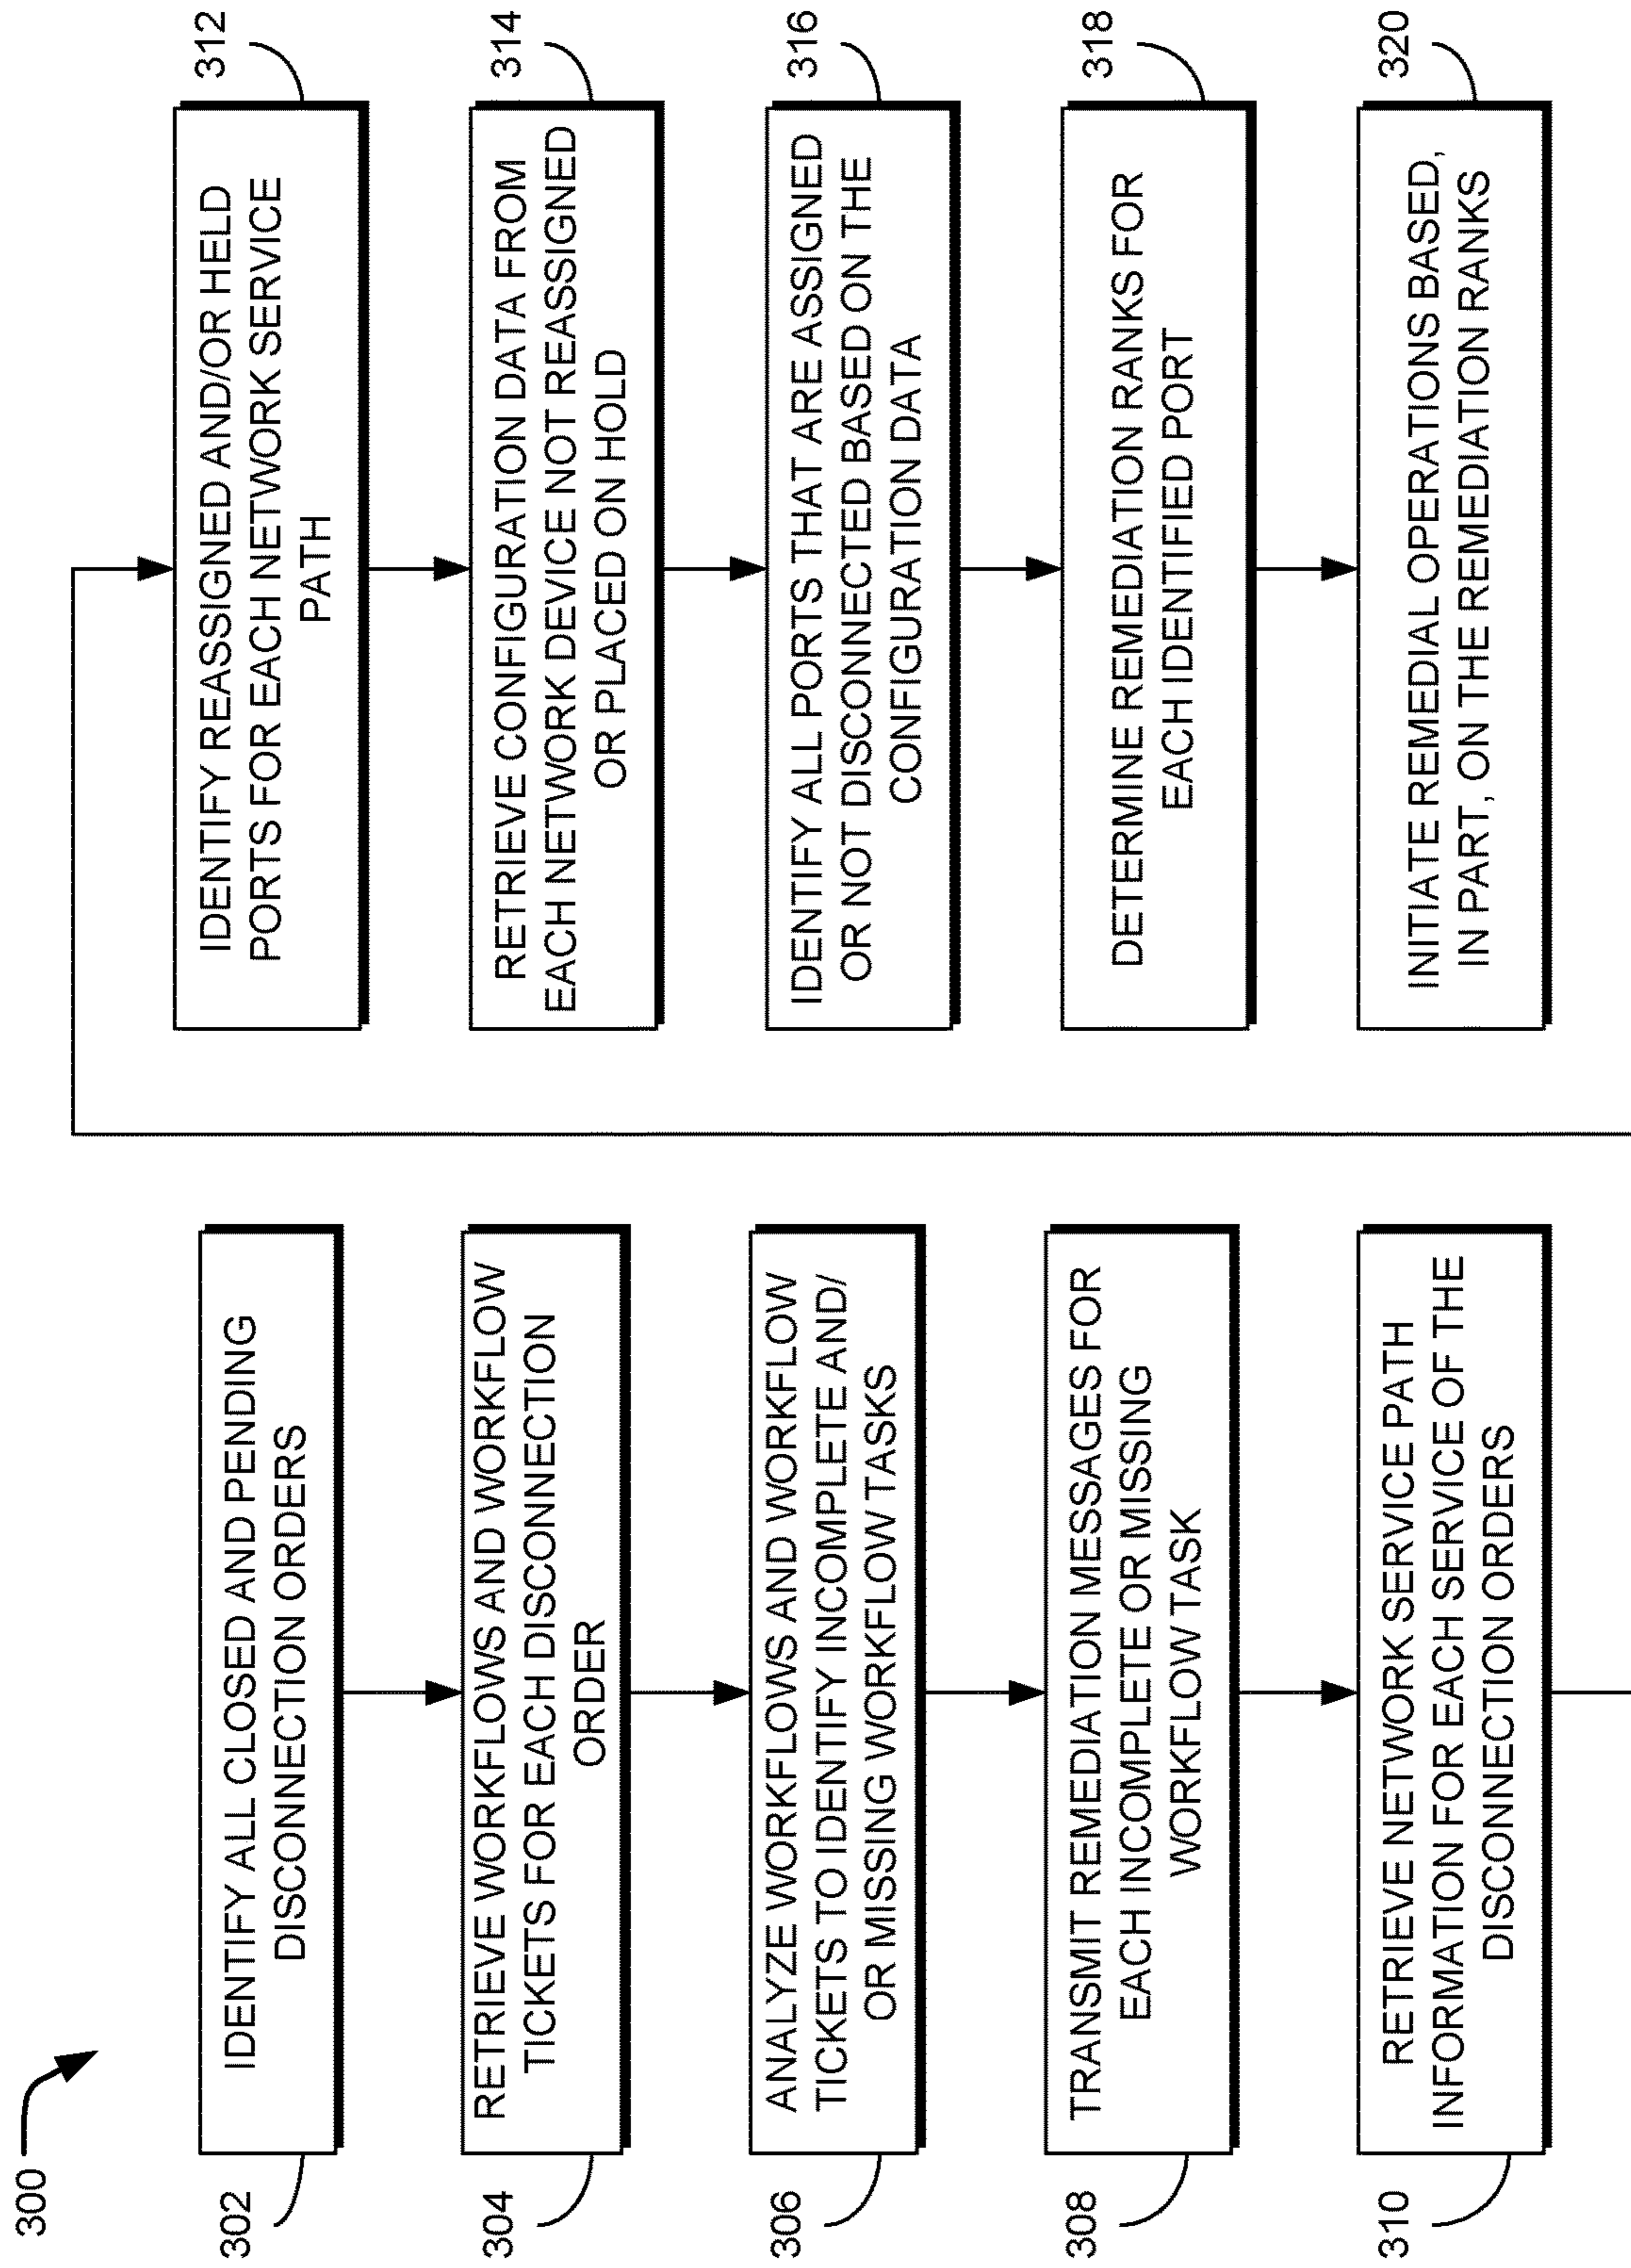 300
302
IDENTIFY ALL CLOSED AND PENDING
DISCONNECTION ORDERS
304
RETRIEVE WORKFLOWS AND WORKFLOW
TICKETS FOR EACH DISCONNECTION
ORDER
306
ANALYZE WORKFLOWS AND WORKFLOW
TICKETS TO IDENTIFY INCOMPLETE AND/
OR MISSING WORKFLOW TASKS
308
TRANSMIT REMEDIATION MESSAGES FOR
EACH INCOMPLETE OR MISSING
WORKFLOW TASK
310
RETRIEVE NETWORK SERVICE PATH
INFORMATION FOR EACH SERVICE OF THE
DISCONNECTION ORDERS
312
IDENTIFY REASSIGNED AND/OR HELD
PORTS FOR EACH NETWORK SERVICE
PATH
314
RETRIEVE CONFIGURATION DATA FROM
EACH NETWORK DEVICE NOT REASSIGNED
OR PLACED ON HOLD
316
IDENTIFY ALL PORTS THAT ARE ASSIGNED
OR NOT DISCONNECTED BASED ON THE
CONFIGURATION DATA
318
DETERMINE REMEDIATION RANKS FOR
EACH IDENTIFIED PORT
320
INITIATE REMEDIAL OPERATIONS BASED,
IN PART, ON THE REMEDIATION RANKS